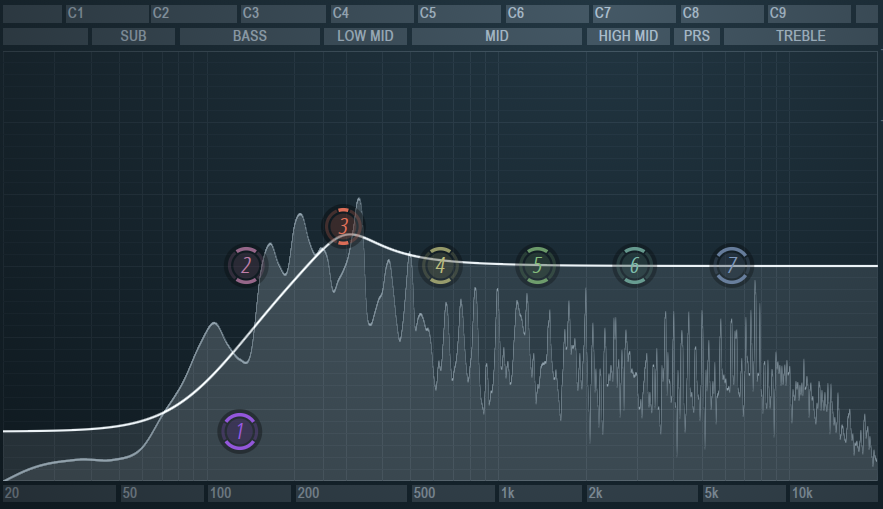 C1 C2 C3 C4 C5 C6 C7 C8 C9
SUB BASS LOW MID MID HIGH MID PRS TREBLE
3
2 4 5 6 7
1
20 50 100 200 500 1k 2k 5k 10k